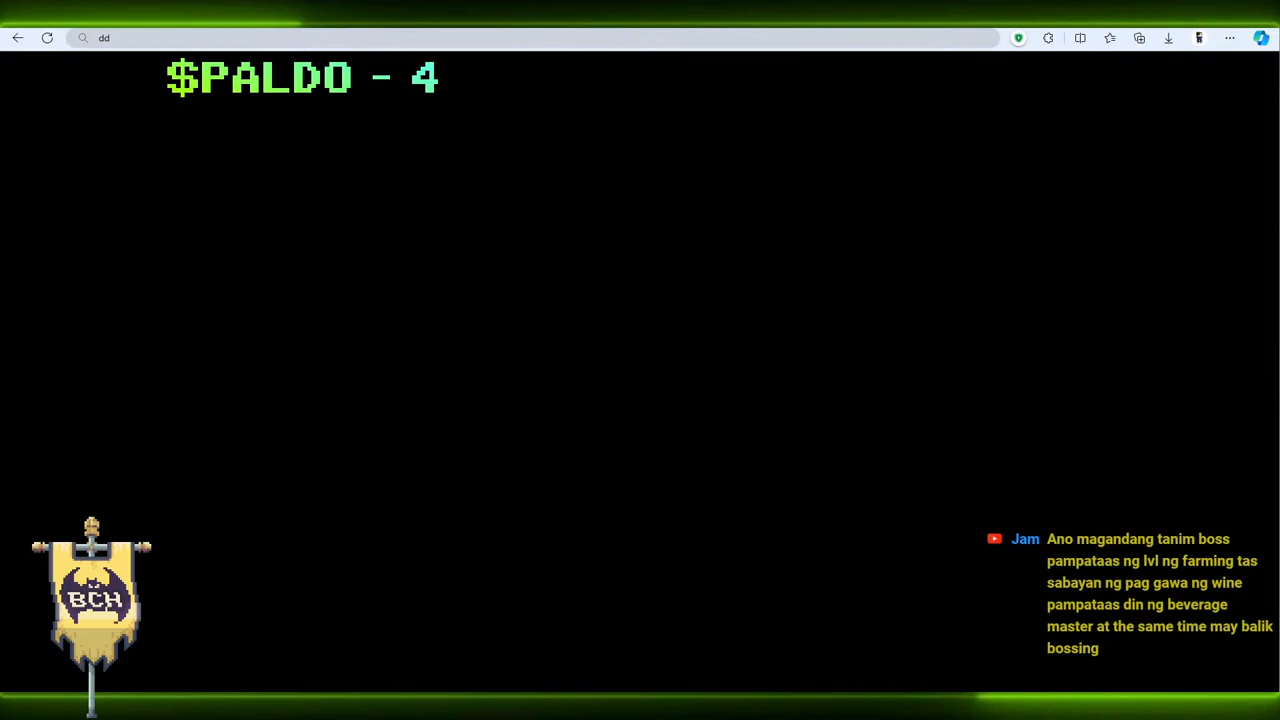 dd
$PALDO - 4
BCH
Jam Ano magandang tanim boss
pampataas ng lvl ng farming tas
sabayan ng pag gawa ng wine
pampataas din ng beverage
master at the same time may balik
bossing